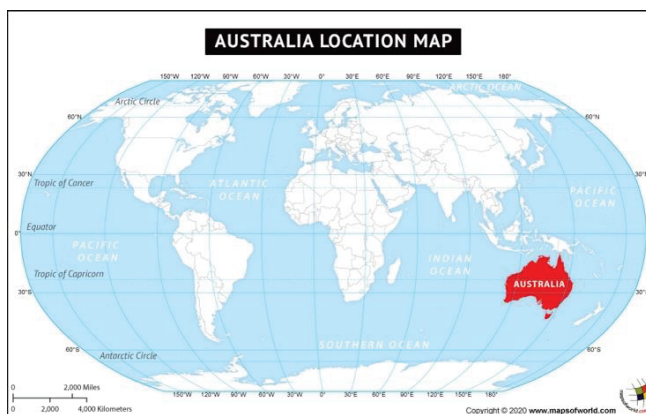 AUSTRALIA LOCATION MAP
150°W 120°W 90°W 60°W 30°W 0° 30°E 60°E 90°E 120°E 150°E 180°
ARCTIC OCEAN
Arctic Circle
60°N 60°N
30°N 30°N
Tropic of Cancer
ATLANTIC
OCEAN
PACIFIC
OCEAN
Equator
0° 0°
PACIFIC
OCEAN
INDIAN
OCEAN
Tropic of Capricorn
AUSTRALIA
30°S 30°S
SOUTHERN OCEAN
60°S 60°S
Antarctic Circle
150°W 120°W 90°W 60°W 30°W 0° 30°E 60°E 90°E 120°E 150°E 180°
0 2,000 Miles
0 2,000 4,000 Kilometers
Copyright © 2020 www.mapsofworld.com